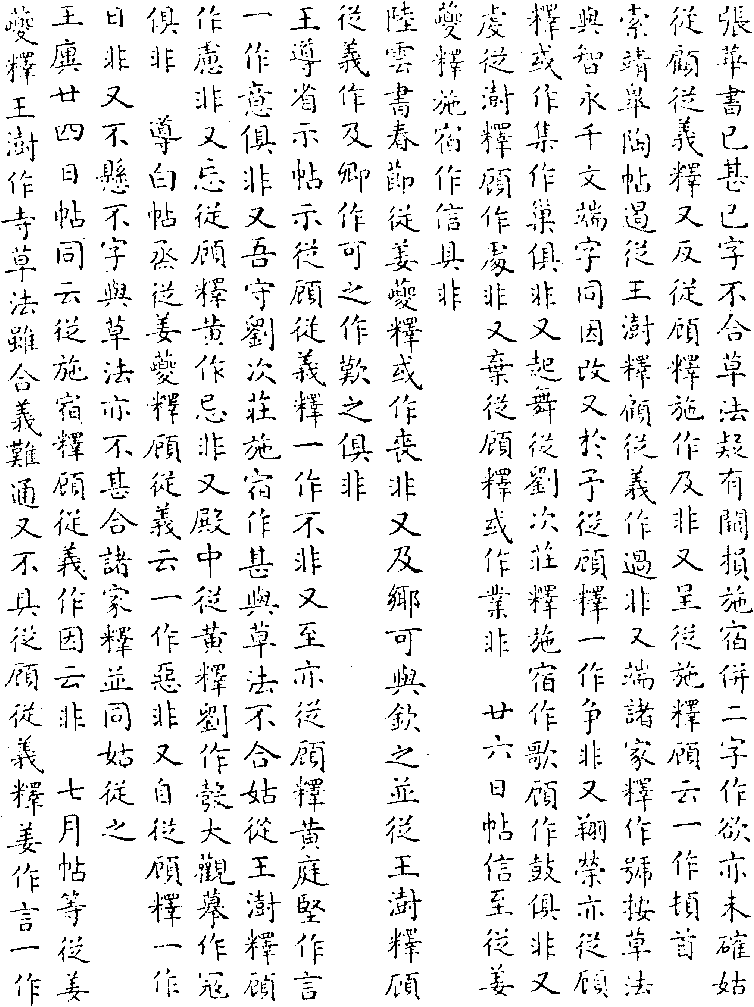 張華書已甚已字不合草法疑有闕損施宿併二字作欲亦未確姑
從顧從義釋又反從顧釋施作及非又呈從施釋顧云一作頓首
索靖皐陶帖過從王澍釋顧從義作過非又端諸家釋作號按草法
與智永千文端字同因改又於予從顧釋一作争非又翔縈亦從顧
釋或作集作巢俱非又起舞從劉次莊釋施宿作歌顧作鼓俱非又
虔從澍釋顧作處非又棄從顧釋或作業非　廿六日帖信至從姜
夔釋施宿作信具非
陸雲書春節從姜夔釋或作喪非又及鄉可與欽之並從王澍釋顧
從義作及卿作可之作歎之俱非
王導省示帖示從顧從義釋一作不非又至亦從顧釋黄庭堅作言
一作意俱非又吾守劉次莊施宿作甚與草法不合姑從王澍釋顧
作慮非又忘從顧釋黄作忌非又殿中從黄釋劉作發大觀摹作冠
俱非　導白帖烝從姜夔釋顧從義云一作惡非又自從顧釋一作
日非又不懸不字與草法亦不甚合諸家釋並同姑從之
王廙廿四日帖同云從施宿釋顧從義作因云非　七月帖等從姜
夔釋王澍作寺草法雖合義難通又不具從顧從義釋姜作言一作